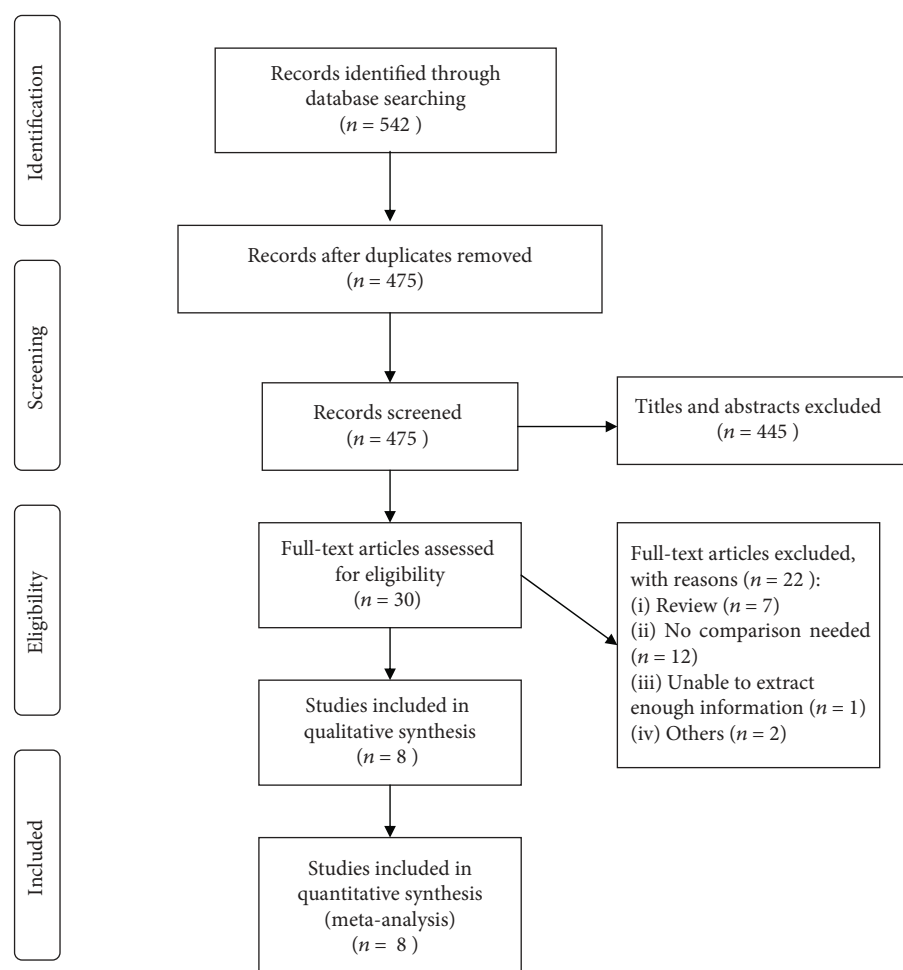 Identification
Records identified through
database searching
(n = 542 )
Records after duplicates removed
(n = 475)
Screening
Records screened
(n = 475 )
Titles and abstracts excluded
(n = 445 )
Eligibility
Full-text articles assessed
for eligibility
(n = 30)
Full-text articles excluded,
with reasons (n = 22 ):
(i) Review (n = 7)
(ii) No comparison needed
(n = 12)
(iii) Unable to extract
enough information (n = 1)
(iv) Others (n = 2)
Studies included in
qualitative synthesis
(n = 8 )
Included
Studies included in
quantitative synthesis
(meta-analysis)
(n = 8 )